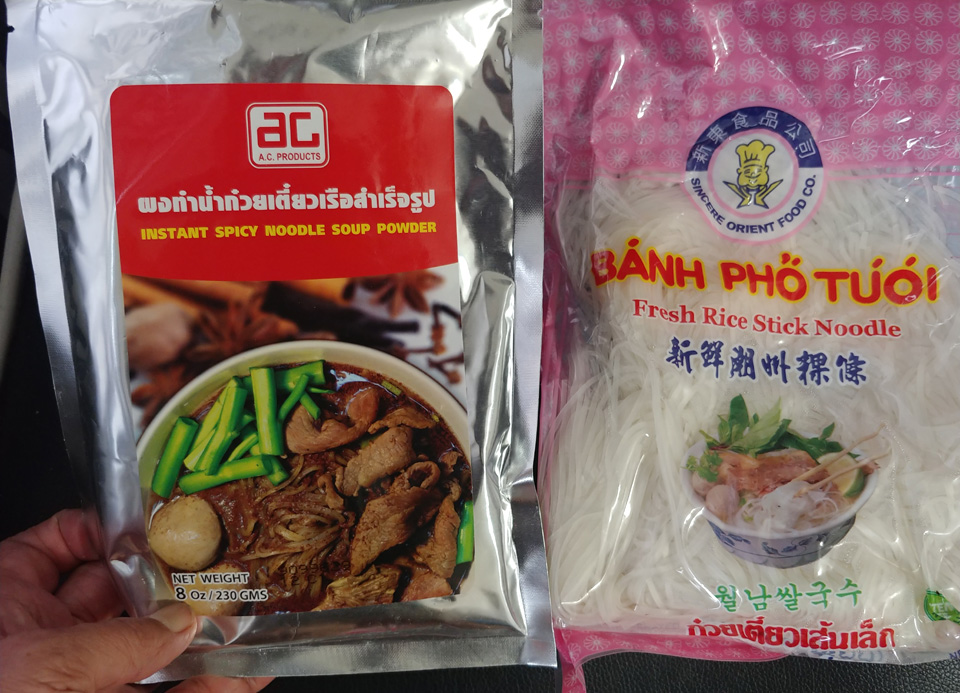 ac
A.C. PRODUCTS
ผงทำน้ำก๋วยเตี๋ยวเรือสำเร็จรูป
INSTANT SPICY NOODLE SOUP POWDER
NET WEIGHT
8 Oz / 230 GMS
新東食品公司
SINCERE ORIENT FOOD CO.
BÁNH PHỞ TƯƠI
Fresh Rice Stick Noodle
新鮮潮州粿條
월남쌀국수
ก๋วยเตี๋ยวเส้นเล็ก